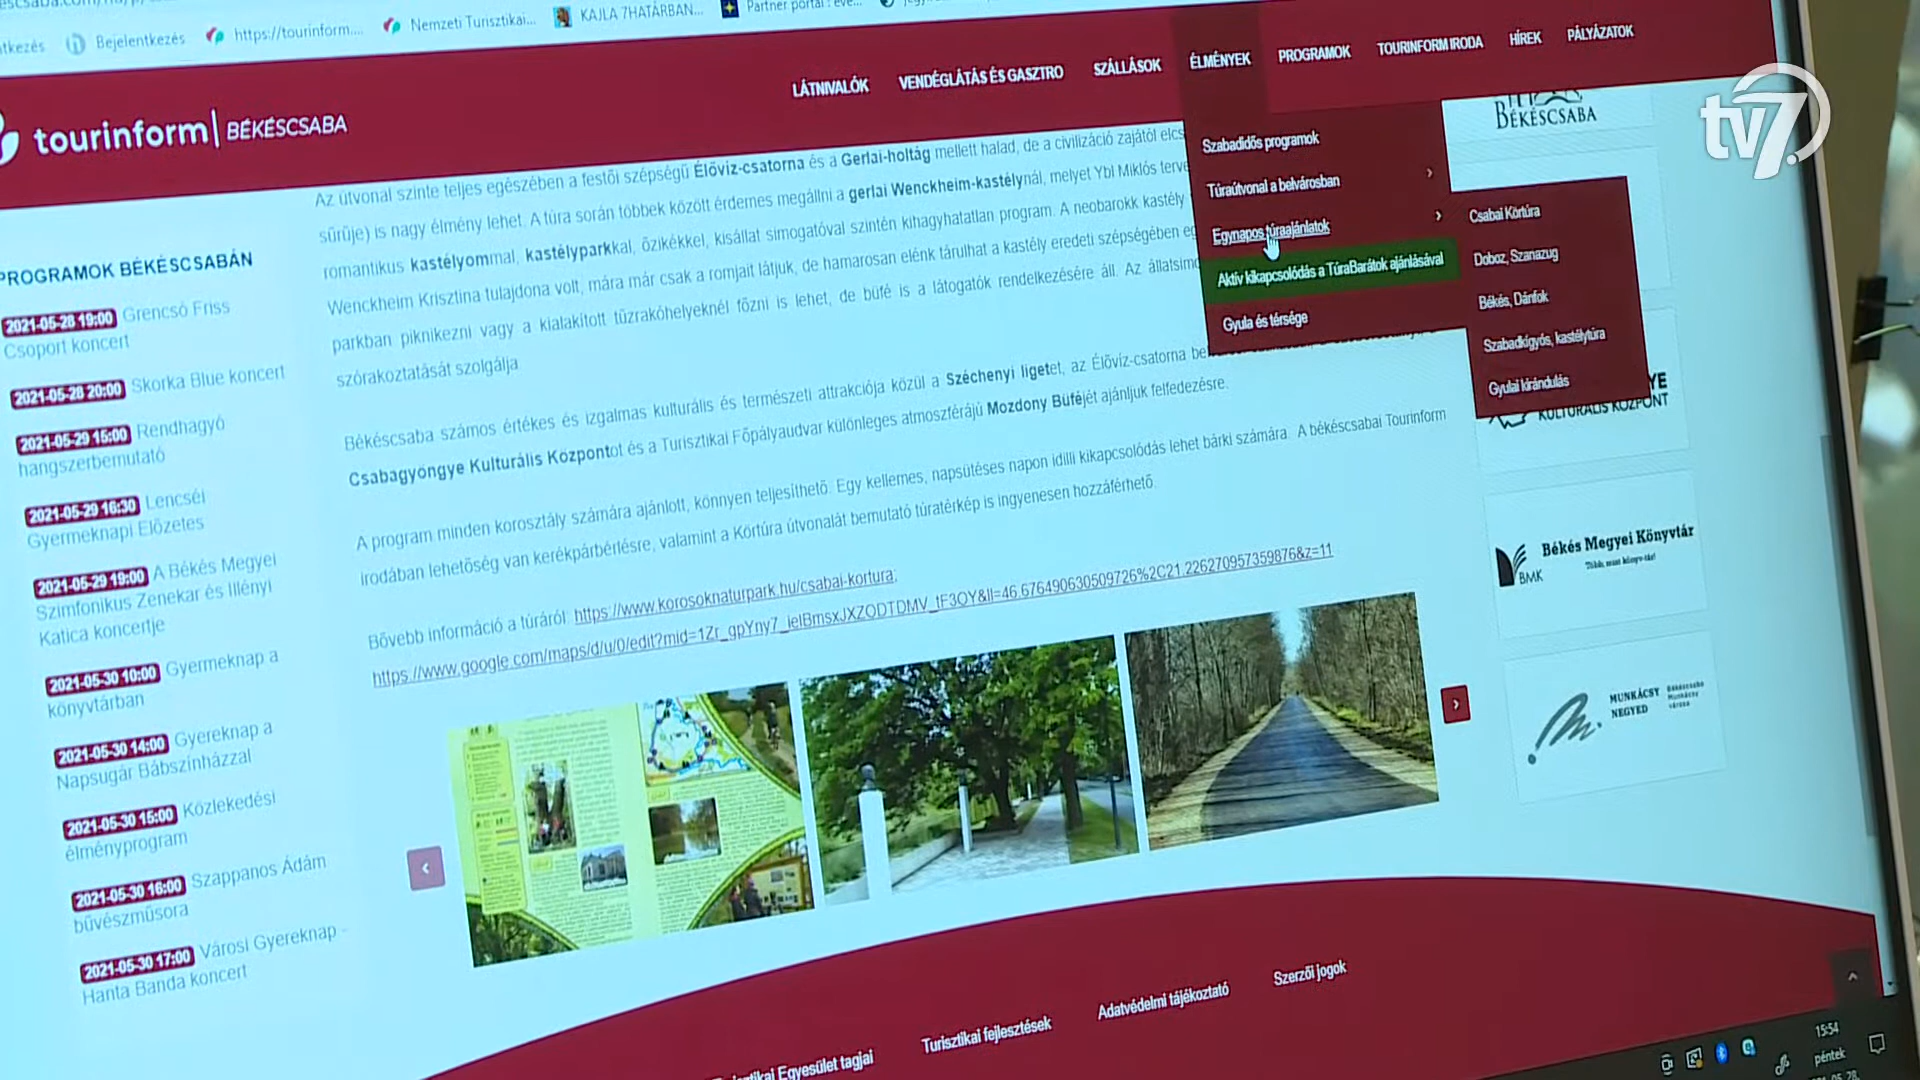 Bejelentkezés
https://tourinform....
Nemzeti Turisztikai...
KAJLA 7HATÁRBAN...
Partner portál : éve...
LÁTNIVALÓK
VENDÉGLÁTÁS ÉS GASZTRO
SZÁLLÁSOK
ÉLMÉNYEK
PROGRAMOK
TOURINFORM IRODA
HÍREK
PÁLYÁZATOK
tv7
tourinform| BÉKÉSCSABA
BÉKÉSCSABA
Szabadidős programok
Túraútvonal a belvárosban
Egynapos túraajánlatok
Aktív kikapcsolódás a TúraBarátok ajánlásával
Gyula és térsége
Csabai Körtúra
Doboz, Szanazug
Békés, Dánfok
Szabadkígyós, kastélytúra
Gyulai kirándulás
Az útvonal szinte teljes egészében a festői szépségű Élővíz-csatorna és a Gerlai-holtág mellett halad, de a civilizáció zajától elcs
sűrűje) is nagy élmény lehet. A túra során többek között érdemes megállni a gerlai Wenckheim-kastélynál, melyet Ybl Miklós terve
romantikus kastélyommal, kastélyparkkal, őzikékkel, kisállat simogatóval szintén kihagyhatatlan program. A neobarokk kastély
Wenckheim Krisztina tulajdona volt, mára már csak a romjait látjuk, de hamarosan elénk tárulhat a kastély eredeti szépségében eg
parkban piknikezni vagy a kialakított tűzrakóhelyeknél főzni is lehet, de büfé is a látogatók rendelkezésére áll. Az állatsimo
szórakoztatását szolgálja
Békéscsaba számos értékes és izgalmas kulturális és természeti attrakciója közül a Széchenyi ligetet, az Élővíz-csatorna be
Csabagyöngye Kulturális Központot és a Turisztikai Főpályaudvar különleges atmoszférájú Mozdony Büféjét ajánljuk felfedezésre.
A program minden korosztály számára ajánlott, könnyen teljesíthető. Egy kellemes, napsütéses napon idilli kikapcsolódás lehet bárki számára. A békéscsabai Tourinform
irodában lehetőség van kerékpárbérlésre, valamint a Körtúra útvonalát bemutató túratérkép is ingyenesen hozzáférhető.
Bővebb információ a túráról: https://www.korosoknaturpark.hu/csabai-kortura;
https://www.google.com/maps/d/u/0/edit?mid=1Zr_gpYny7_ieIBmsxJXZODTDMV_tF3OY&ll=46.676490630509726%2C21.226270957359876&z=11
PROGRAMOK BÉKÉSCSABÁN
2021-05-28 19:00 Grencsó Friss
Csoport koncert
2021-05-28 20:00 Skorka Blue koncert
2021-05-29 15:00 Rendhagyó
hangszerbemutató
2021-05-29 16:30 Lencséi
Gyermeknapi Előzetes
2021-05-29 19:00 A Békés Megyei
Szimfonikus Zenekar és Illényi
Katica koncertje
2021-05-30 10:00 Gyermeknap a
könyvtárban
2021-05-30 14:00 Gyereknap a
Napsugár Bábszínházzal
2021-05-30 15:00 Közlekedési
élményprogram
2021-05-30 16:00 Szappanos Ádám
bűvészműsora
2021-05-30 17:00 Városi Gyereknap -
Hanta Banda koncert
KULTURÁLIS KÖZPONT
Békés Megyei Könyvtár
BMK
MUNKÁCSY
NEGYED
Egyesület tagjai
Turisztikai fejlesztések
Adatvédelmi tájékoztató
Szerzői jogok
15:54
péntek